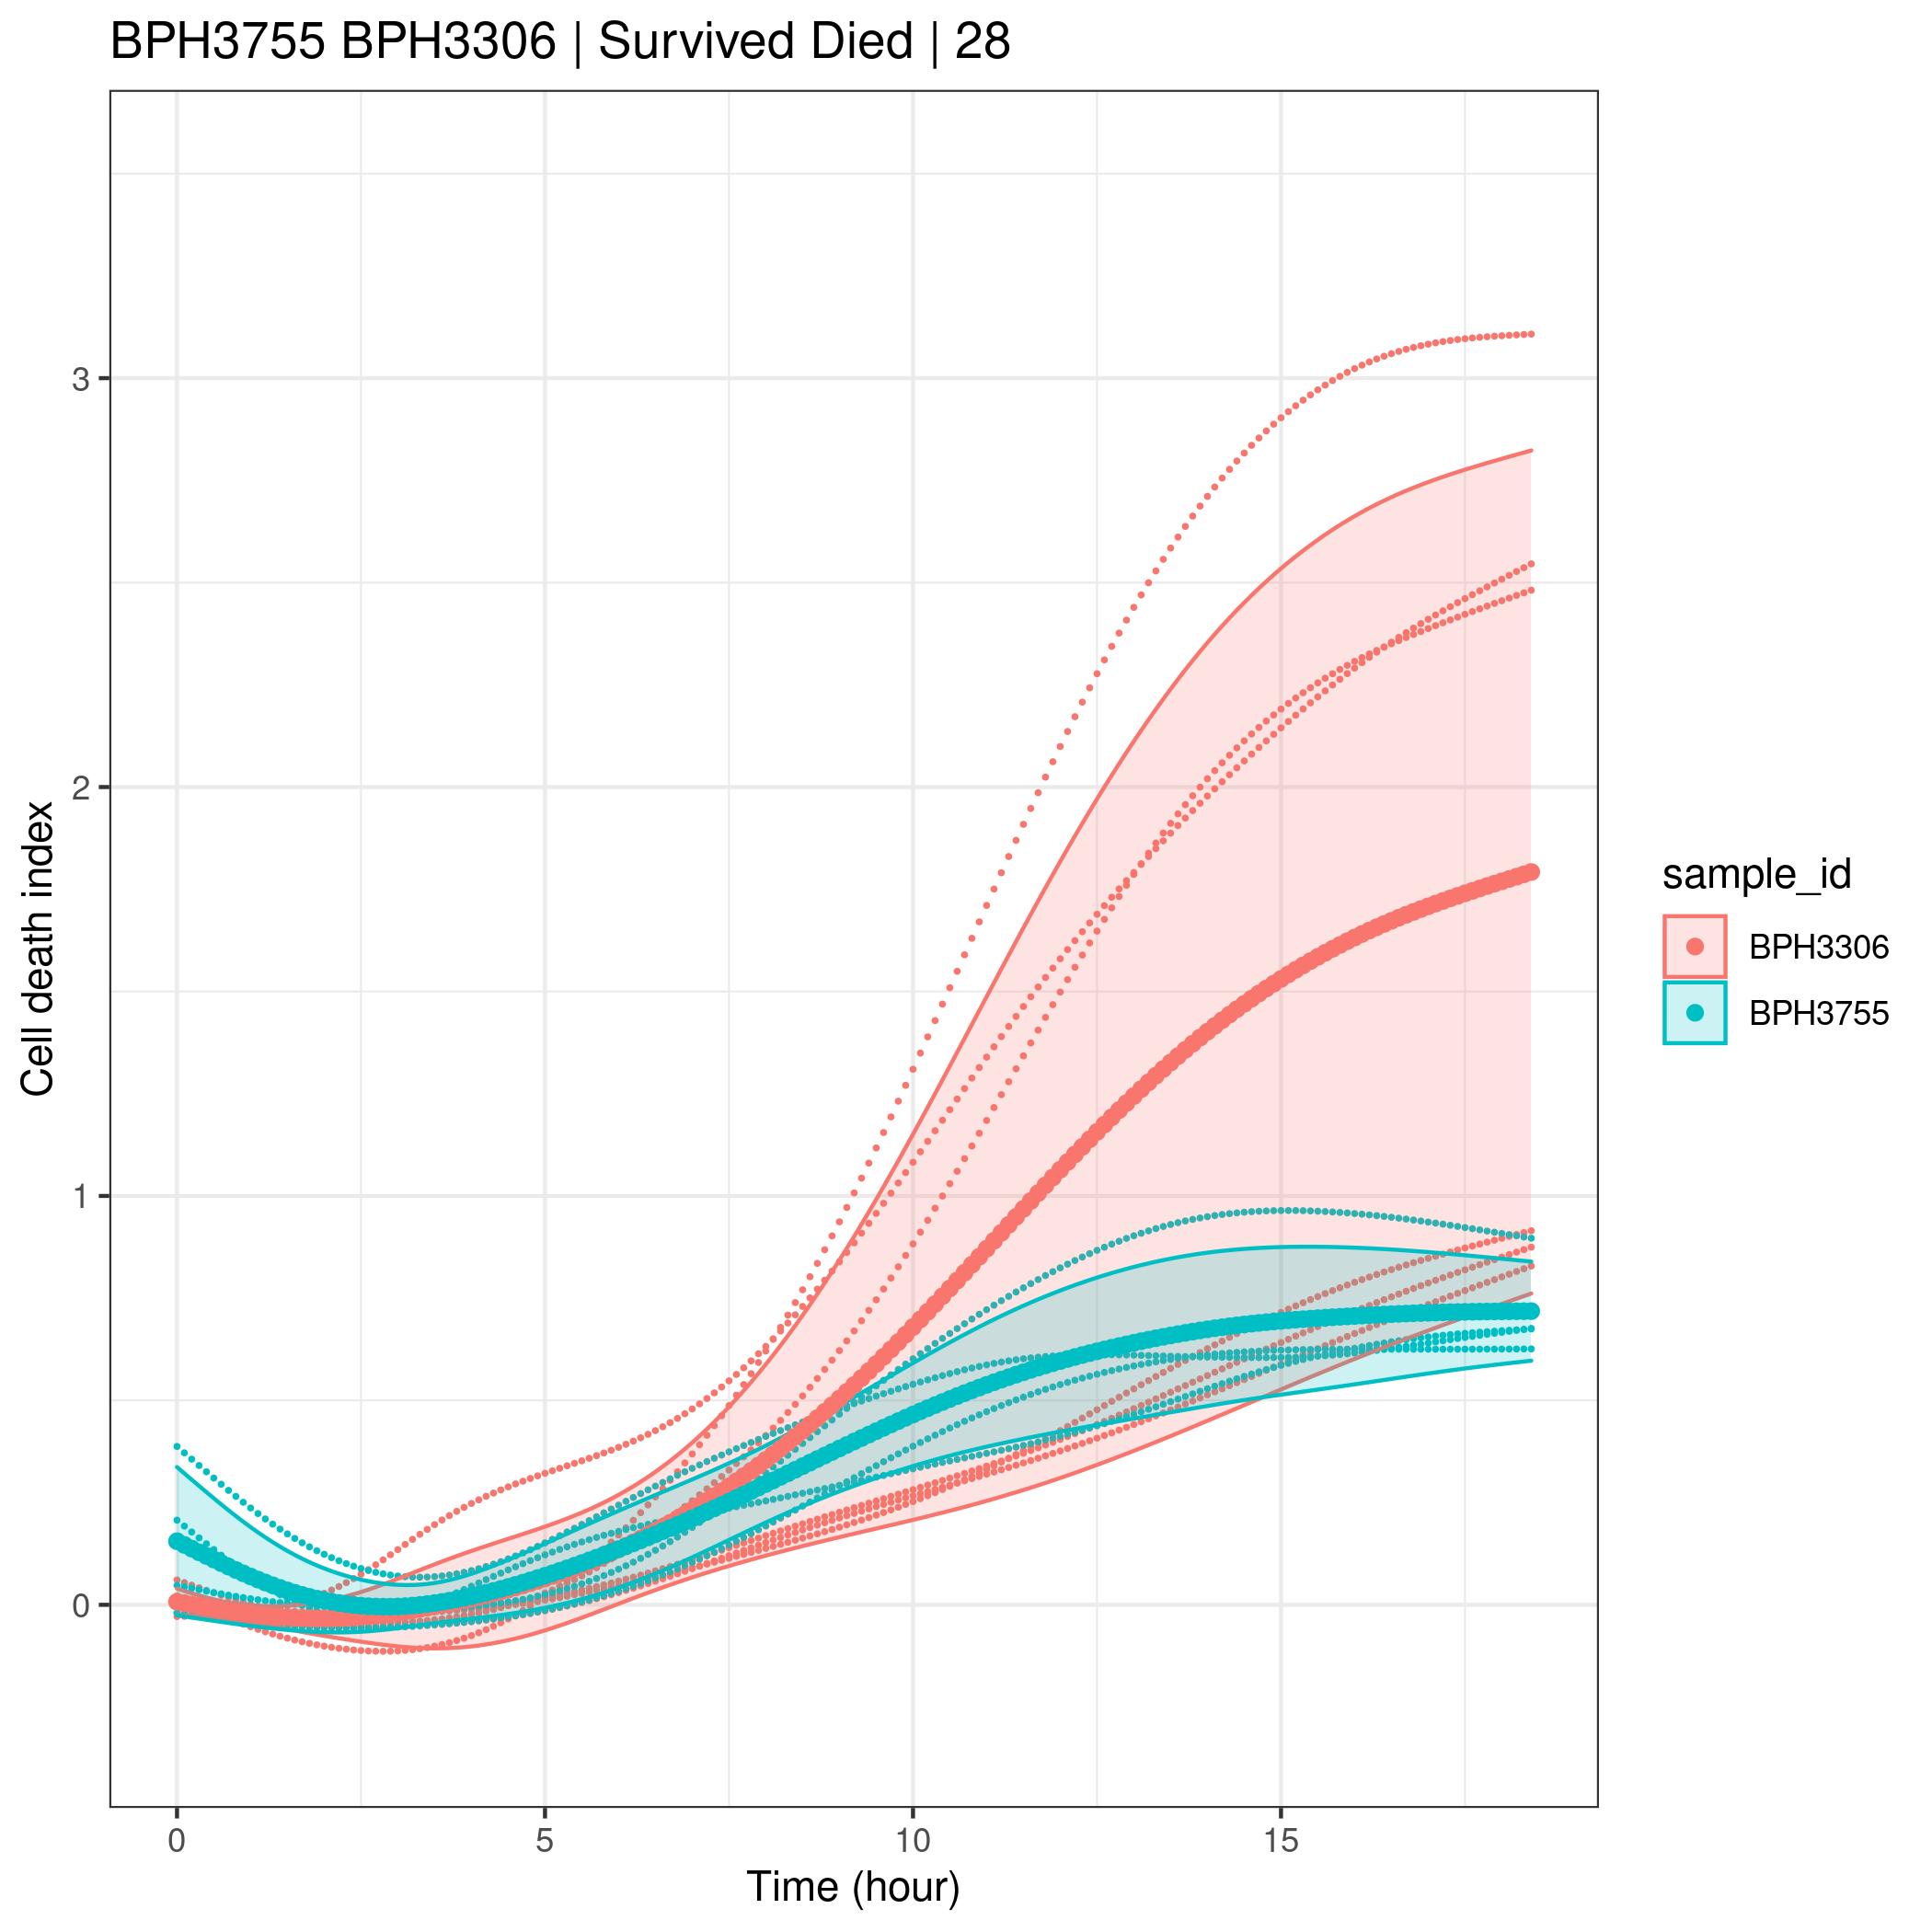 BPH3755 BPH3306 | Survived Died | 28
3
2
1
0
Cell death index
0 5 10 15
Time (hour)
sample_id
BPH3306
BPH3755